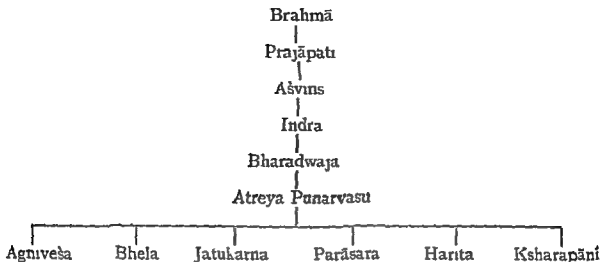 Brahmā
Prajāpati
Aśvins
Indra
Bharadwaja
Atreya Punarvasu
Agniveśa Bhela Jatukarna Parāsara Harita Ksharapāni